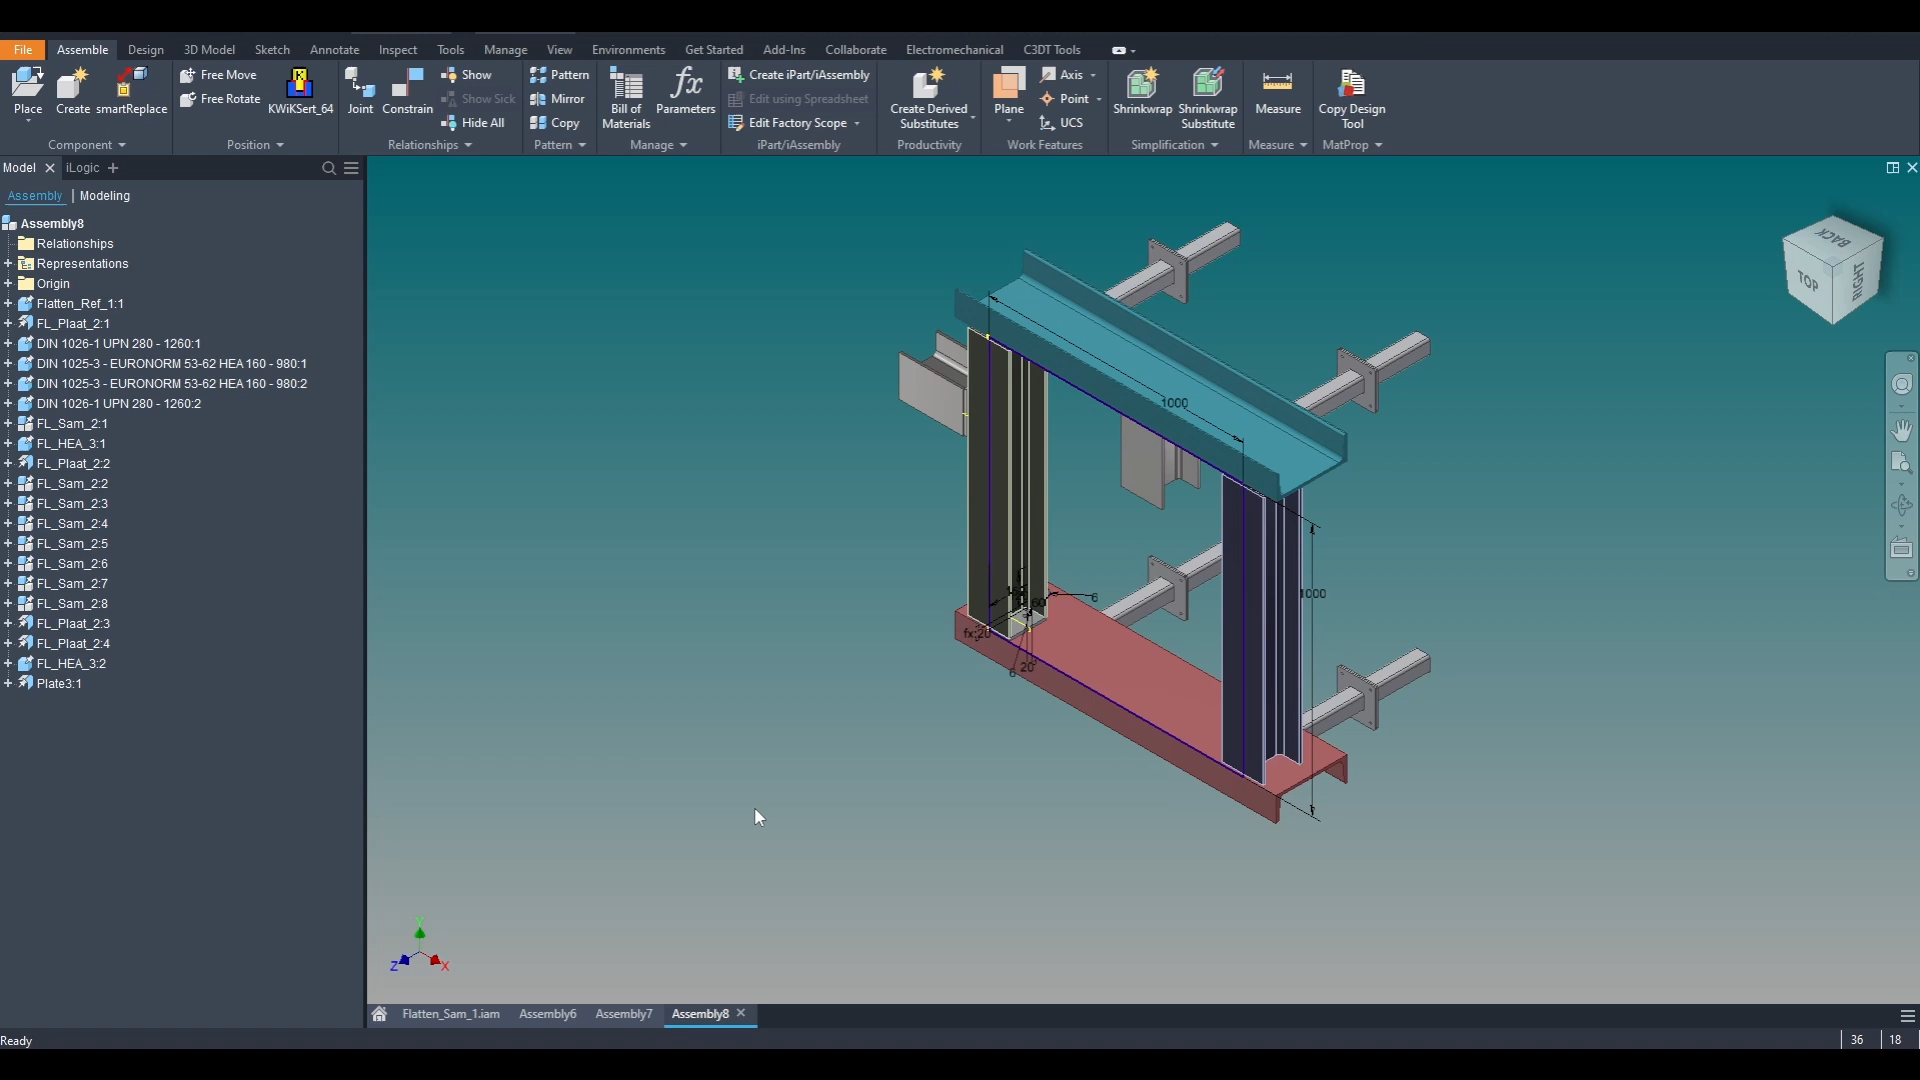 File Assemble Design 3D Model Sketch Annotate Inspect Tools Manage View Environments Get Started Add-Ins Collaborate Electromechanical C3DT Tools
Place Create smartReplace
Component
Free Move
Free Rotate
KWiKSert_64
Position
Joint Constrain
Show
Show Sick
Hide All
Relationships
Pattern
Mirror
Copy
Pattern
Bill of Materials
Parameters
Manage
Create iPart/iAssembly
Edit using Spreadsheet
Edit Factory Scope
iPart/iAssembly
Create Derived Substitutes
Productivity
Plane
Axis
Point
UCS
Work Features
Shrinkwrap
Shrinkwrap Substitute
Simplification
Measure
Measure
Copy Design Tool
MatProp
Model iLogic
Assembly | Modeling
Assembly8
Relationships
Representations
Origin
Flatten_Ref_1:1
FL_Plaat_2:1
DIN 1026-1 UPN 280 - 1260:1
DIN 1025-3 - EURONORM 53-62 HEA 160 - 980:1
DIN 1025-3 - EURONORM 53-62 HEA 160 - 980:2
DIN 1026-1 UPN 280 - 1260:2
FL_Sam_2:1
FL_HEA_3:1
FL_Plaat_2:2
FL_Sam_2:2
FL_Sam_2:3
FL_Sam_2:4
FL_Sam_2:5
FL_Sam_2:6
FL_Sam_2:7
FL_Sam_2:8
FL_Plaat_2:3
FL_Plaat_2:4
FL_HEA_3:2
Plate3:1
BACK
TOP
RIGHT
1000
1000
6
60
fx:20
20
6
Y
Z
X
Flatten_Sam_1.iam Assembly6 Assembly7 Assembly8
Ready
36 18